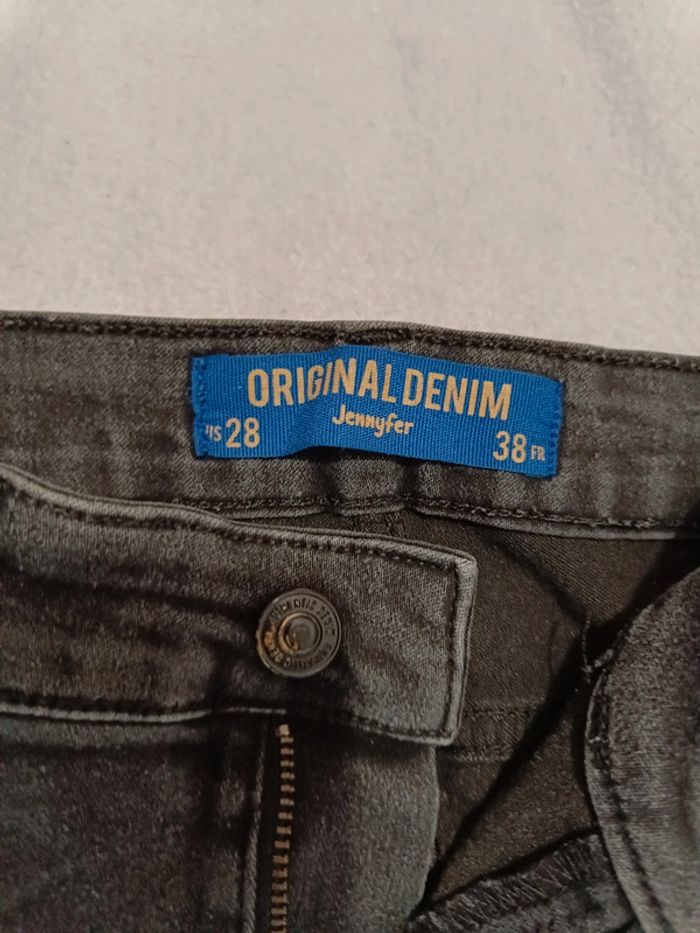 ORIGINAL DENIM
Jennyfer
US 28
38 FR